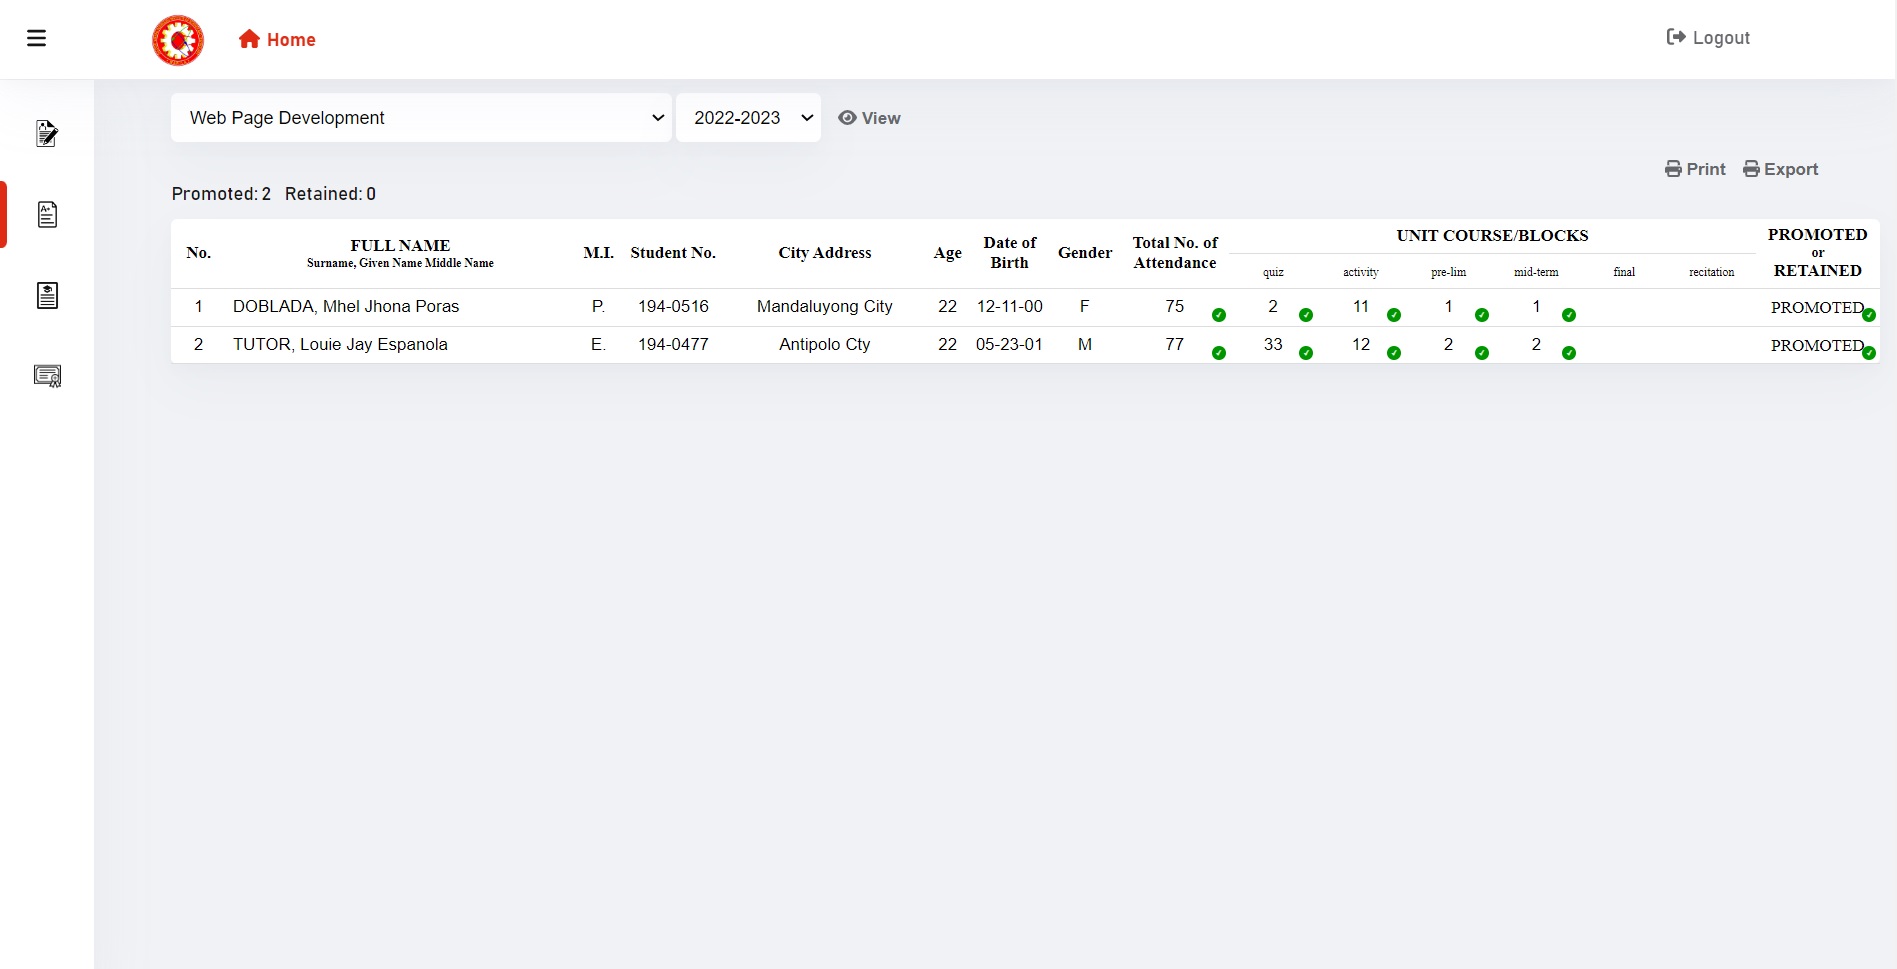 Home
Logout
Web Page Development
2022-2023
View
Print
Export
Promoted: 2 Retained: 0
No.
FULL NAME
Surname, Given Name Middle Name
M.I.
Student No.
City Address
Age
Date of
Birth
Gender
Total No. of
Attendance
UNIT COURSE/BLOCKS
quiz activity pre-lim mid-term final recitation
PROMOTED
or
RETAINED
1 DOBLADA, Mhel Jhona Poras P. 194-0516 Mandaluyong City 22 12-11-00 F 75 2 11 1 1 PROMOTED
2 TUTOR, Louie Jay Espanola E. 194-0477 Antipolo Cty 22 05-23-01 M 77 33 12 2 2 PROMOTED